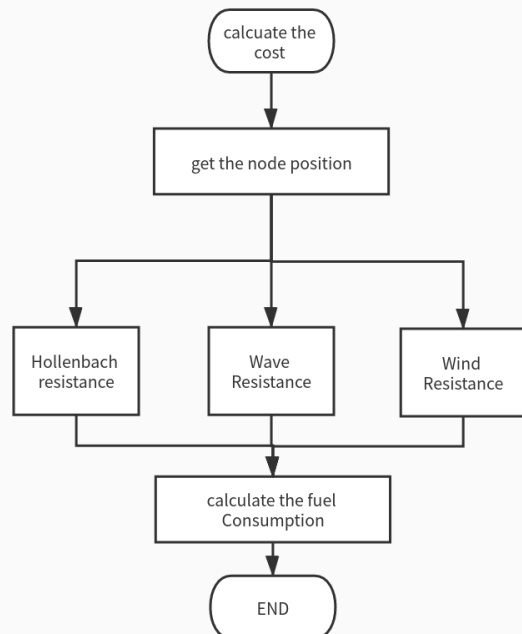 calcuate the
cost
get the node position
Hollenbach
resistance
Wave
Resistance
Wind
Resistance
calculate the fuel
Consumption
END